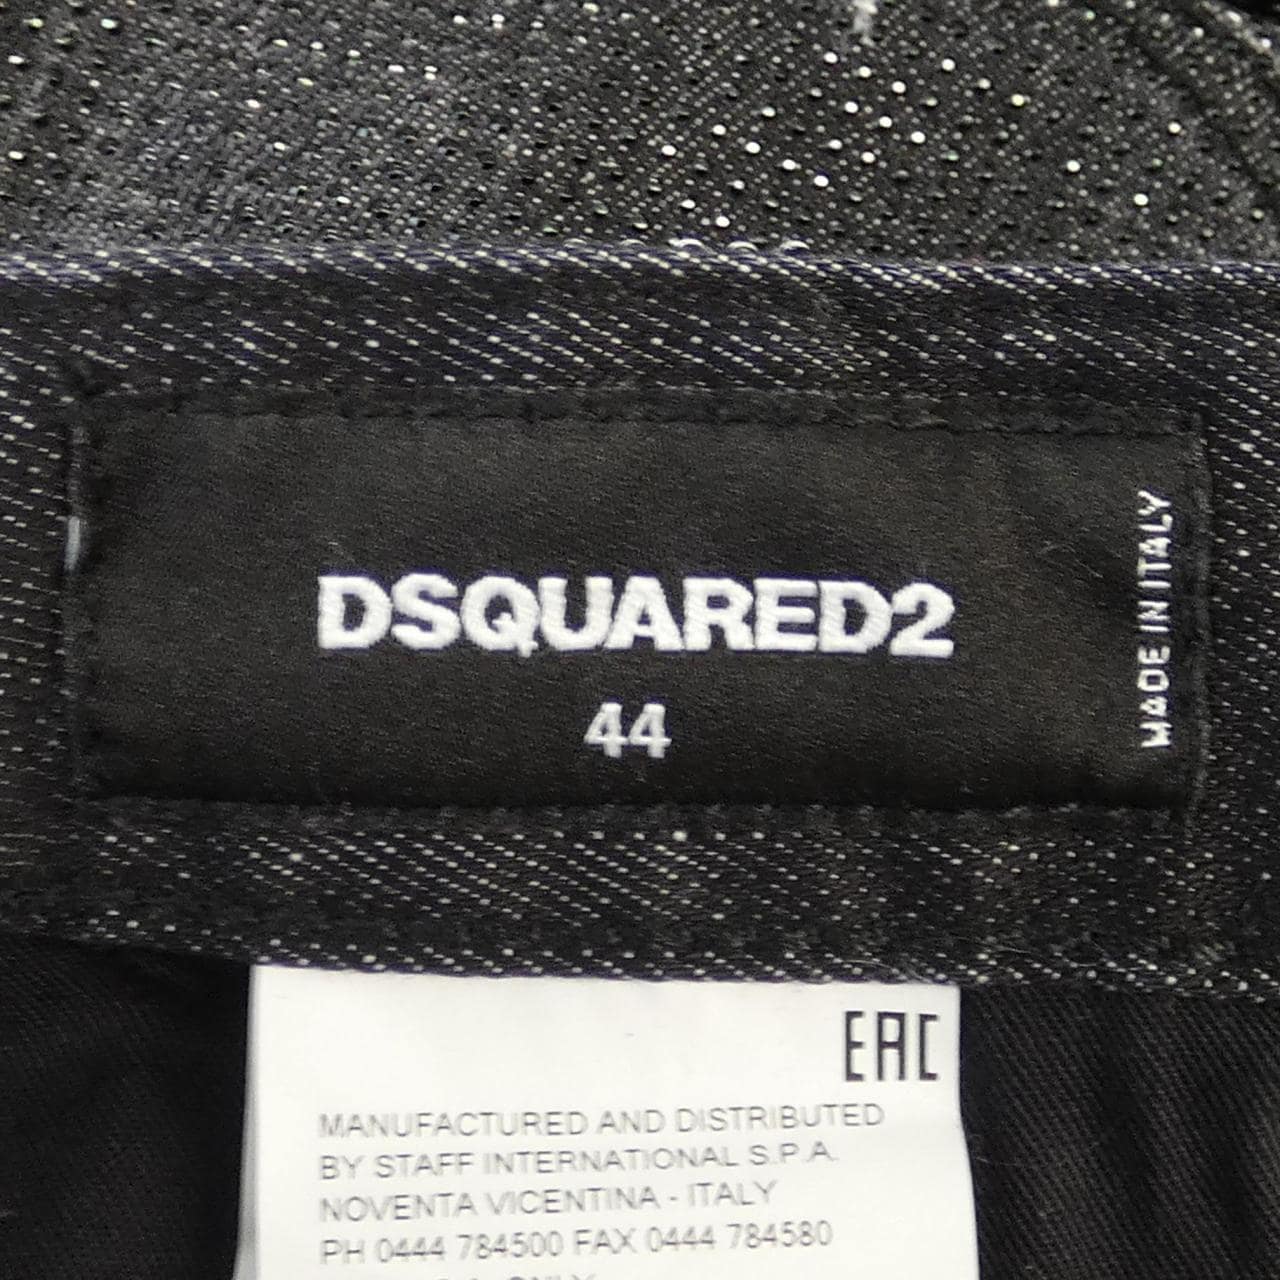 DSQUARED2
44
MADE IN ITALY
EAC
MANUFACTURED AND DISTRIBUTED
BY STAFF INTERNATIONAL S.P.A.
NOVENTA VICENTINA - ITALY
PH 0444 784500 FAX 0444 784580
ONLY